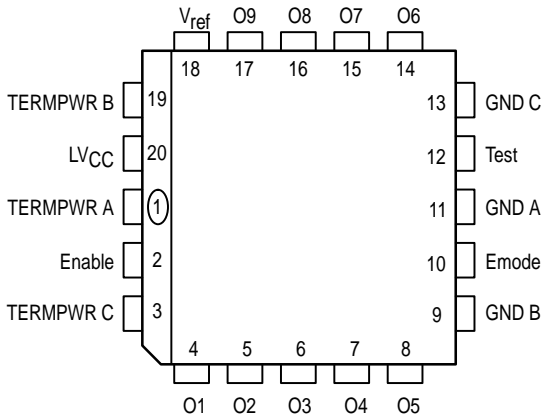 Vref O9 O8 O7 O6
18 17 16 15 14
TERMPWR B 19 13 GND C
LVCC 20 12 Test
TERMPWR A 1 11 GND A
Enable 2 10 Emode
TERMPWR C 3 9 GND B
4 5 6 7 8
O1 O2 O3 O4 O5